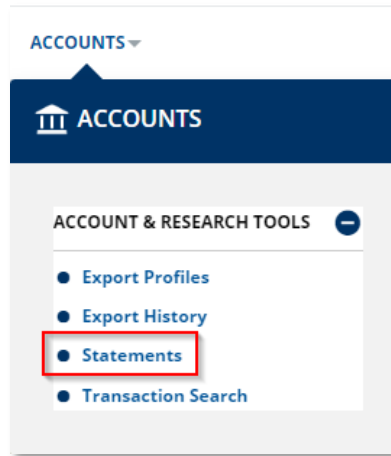 ACCOUNTS
ACCOUNTS
ACCOUNT & RESEARCH TOOLS
Export Profiles
Export History
Statements
Transaction Search